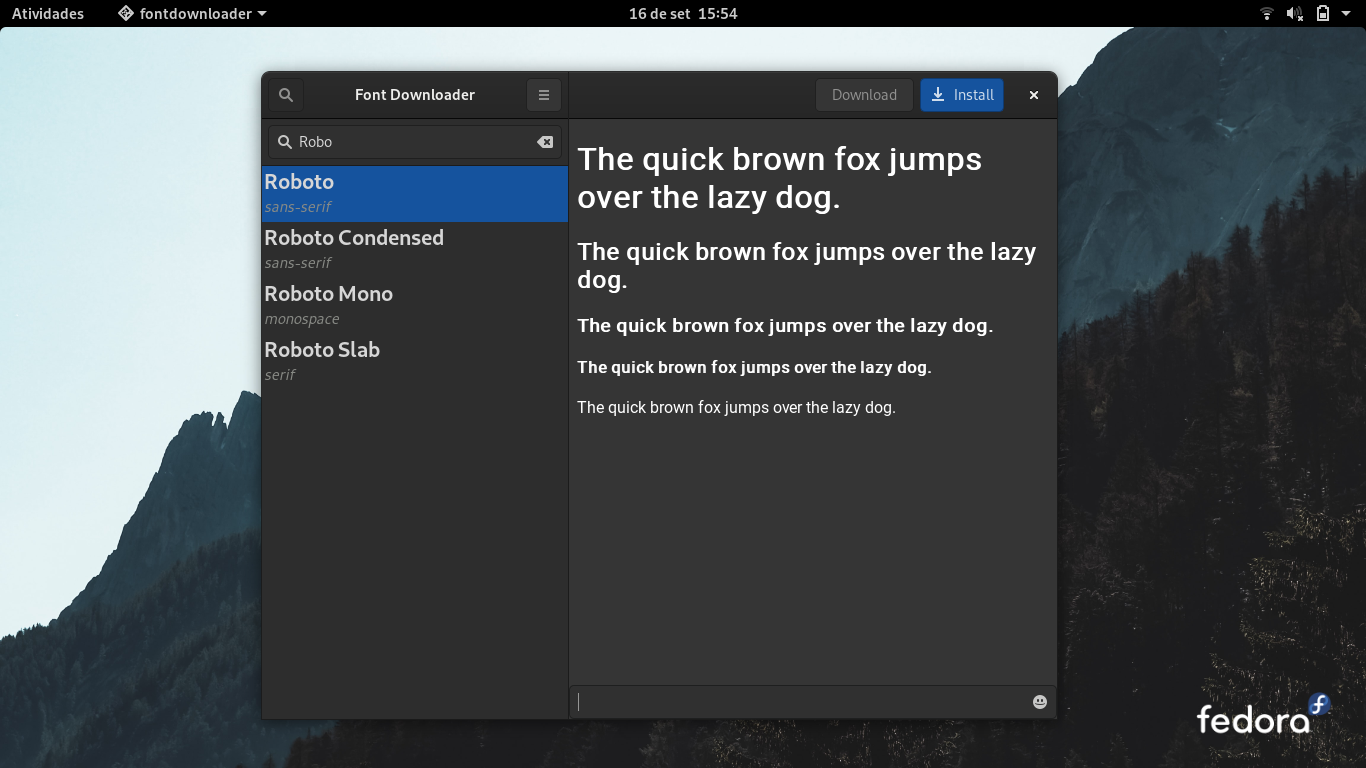 Atividades fontdownloader 16 de set 15:54
Font Downloader
Download Install
Robo
Roboto
sans-serif
Roboto Condensed
sans-serif
Roboto Mono
monospace
Roboto Slab
serif
The quick brown fox jumps
over the lazy dog.
The quick brown fox jumps over the lazy
dog.
The quick brown fox jumps over the lazy dog.
The quick brown fox jumps over the lazy dog.
The quick brown fox jumps over the lazy dog.
fedora